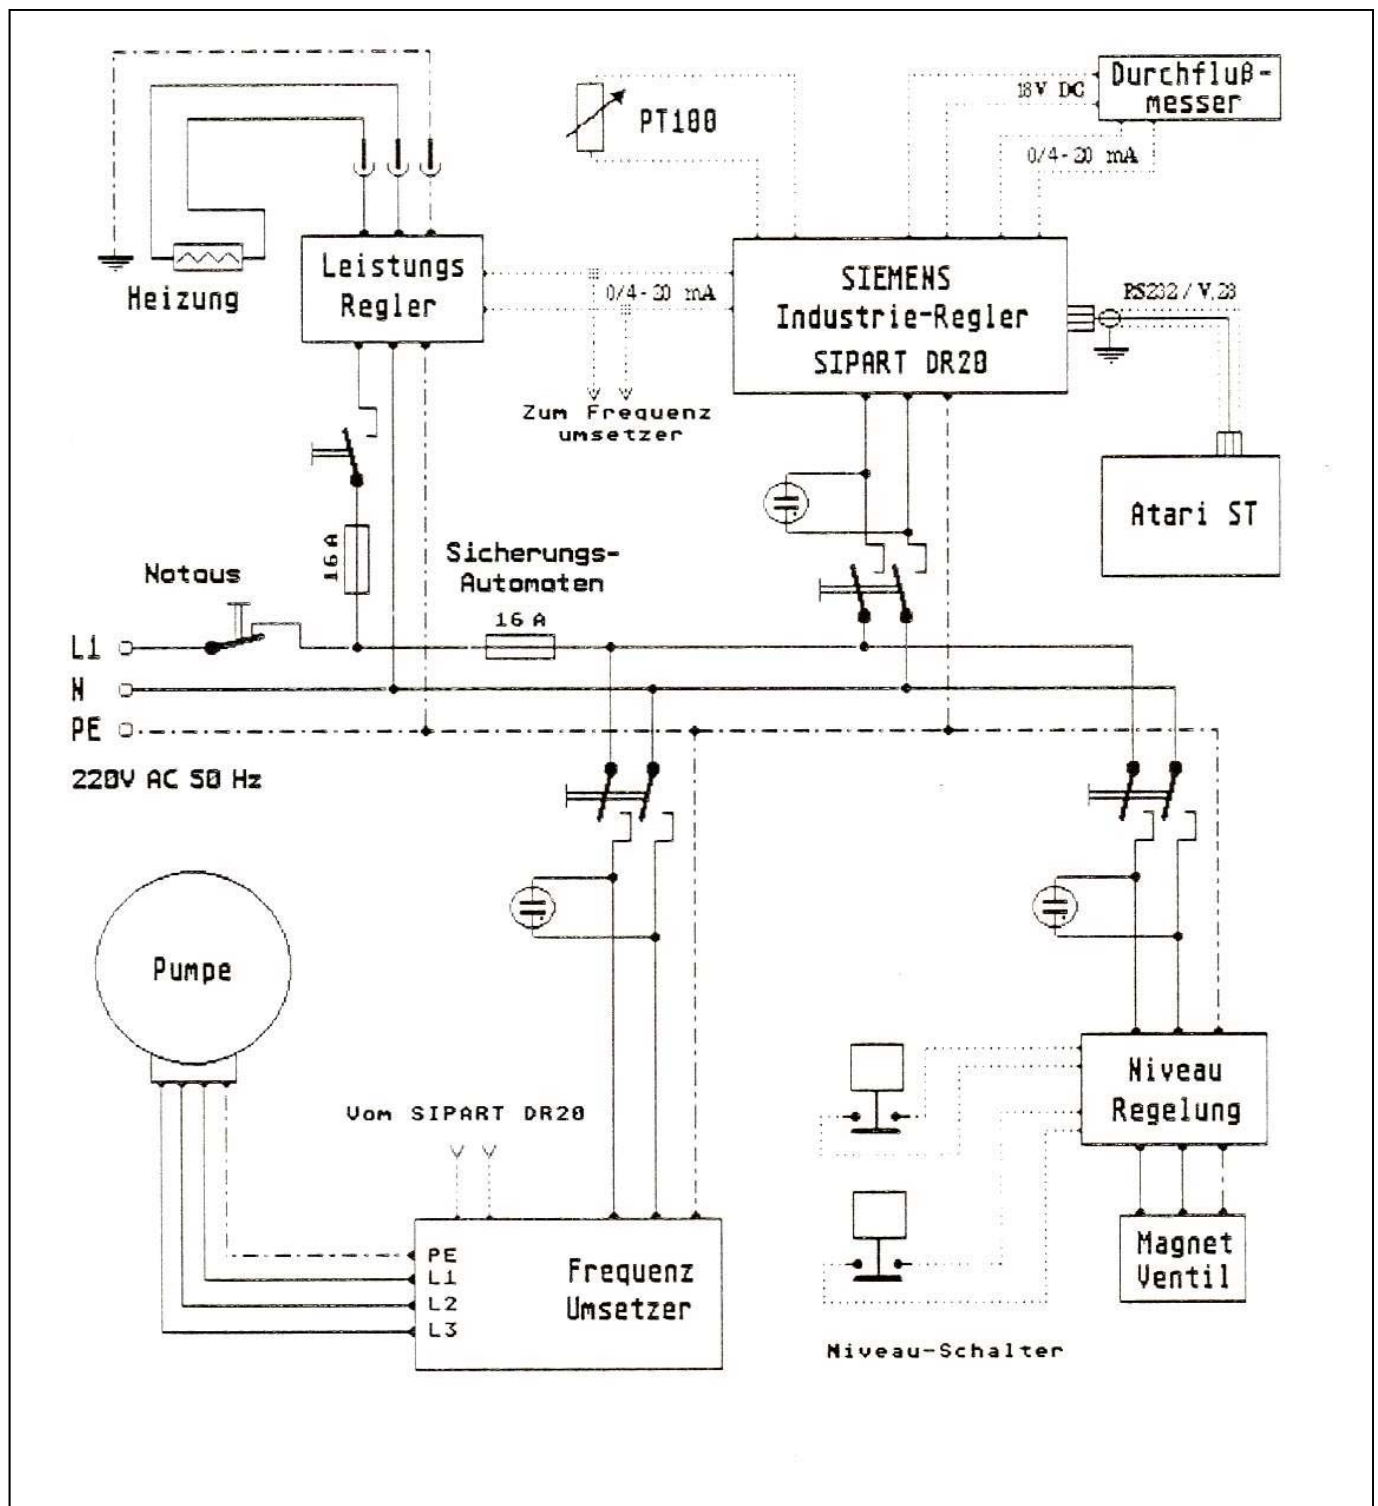 Durchfluß-
messer
18V DC
PT100
0/4-20 mA
Leistungs
Regler
Heizung
0/4-20 mA
SIEMENS
Industrie-Regler
SIPART DR20
RS232 / V.28
Zum Frequenz
umsetzer
Atari ST
16 A
Sicherungs-
Automaten
16 A
Notaus
L1
N
PE
220V AC 50 Hz
Pumpe
Vom SIPART DR20
Niveau
Regelung
PE
L1
L2
L3
Frequenz
Umsetzer
Magnet
Ventil
Niveau-Schalter